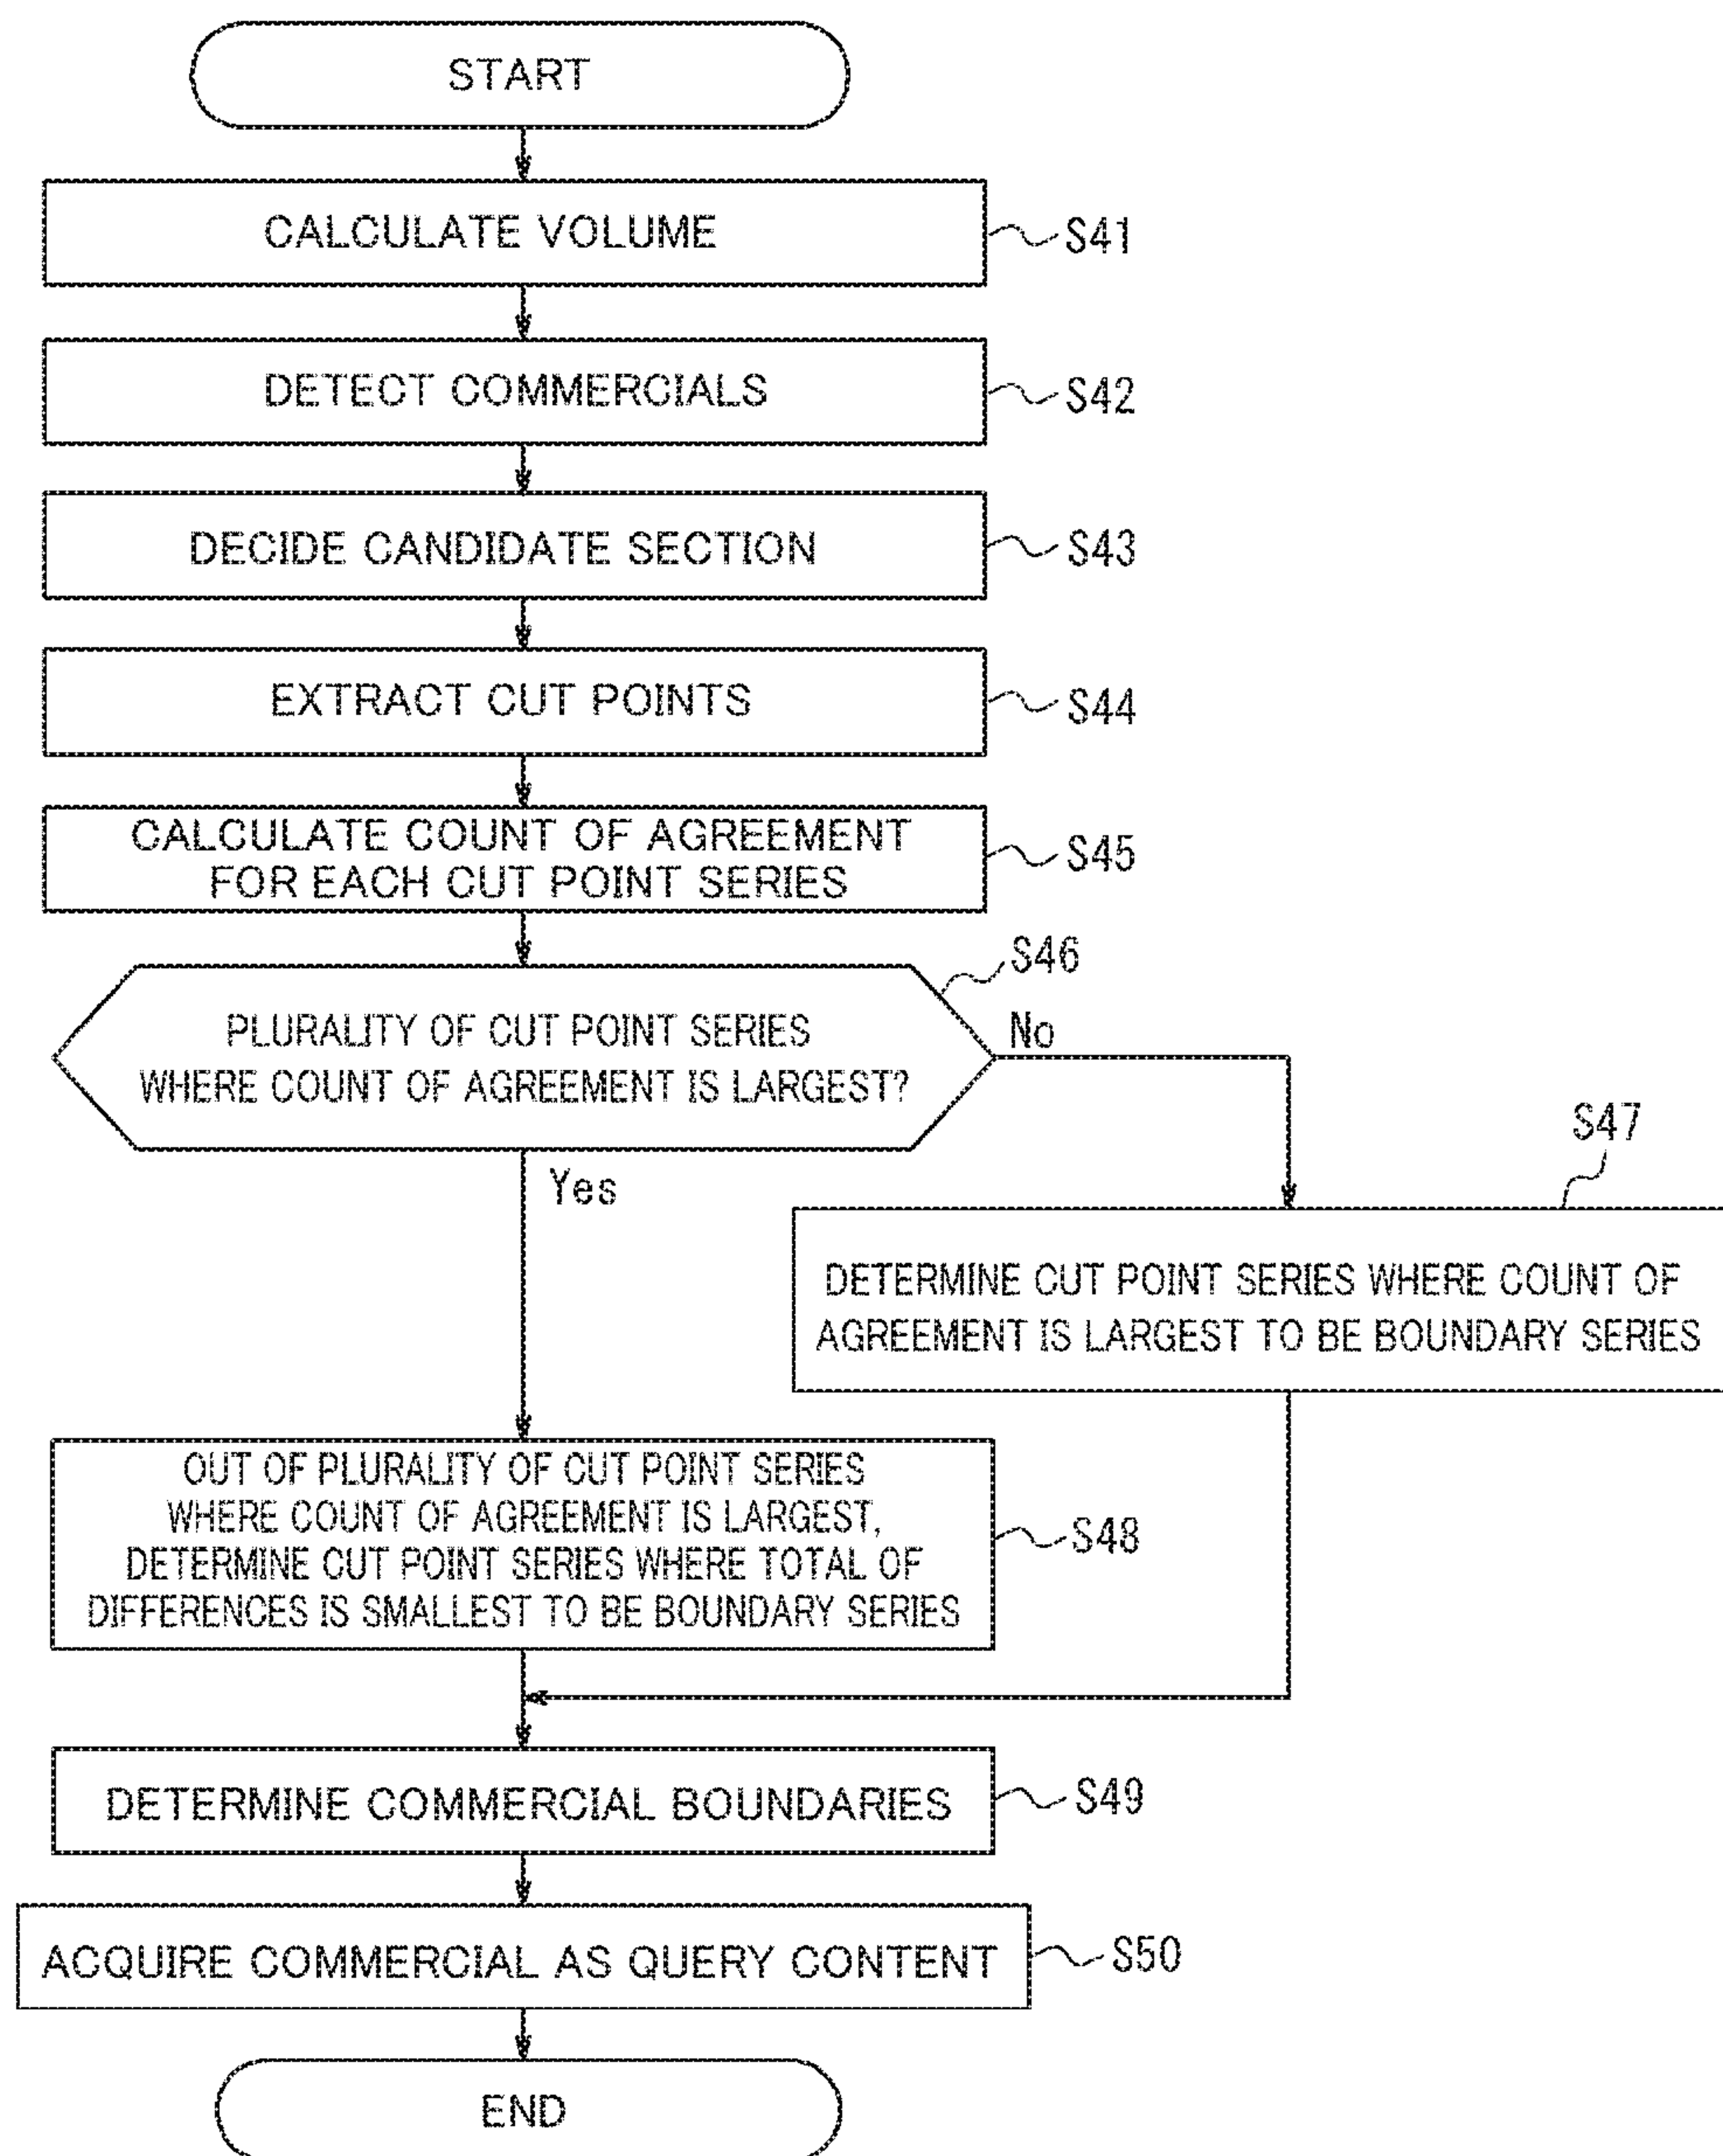 START
CALCULATE VOLUME
S41
DETECT COMMERCIALS
S42
DECIDE CANDIDATE SECTION
S43
EXTRACT CUT POINTS
S44
CALCULATE COUNT OF AGREEMENT
FOR EACH CUT POINT SERIES
S45
S46
PLURALITY OF CUT POINT SERIES
WHERE COUNT OF AGREEMENT IS LARGEST?
No
Yes
S47
DETERMINE CUT POINT SERIES WHERE COUNT OF
AGREEMENT IS LARGEST TO BE BOUNDARY SERIES
OUT OF PLURALITY OF CUT POINT SERIES
WHERE COUNT OF AGREEMENT IS LARGEST,
DETERMINE CUT POINT SERIES WHERE TOTAL OF
DIFFERENCES IS SMALLEST TO BE BOUNDARY SERIES
S48
DETERMINE COMMERCIAL BOUNDARIES
S49
ACQUIRE COMMERCIAL AS QUERY CONTENT
S50
END